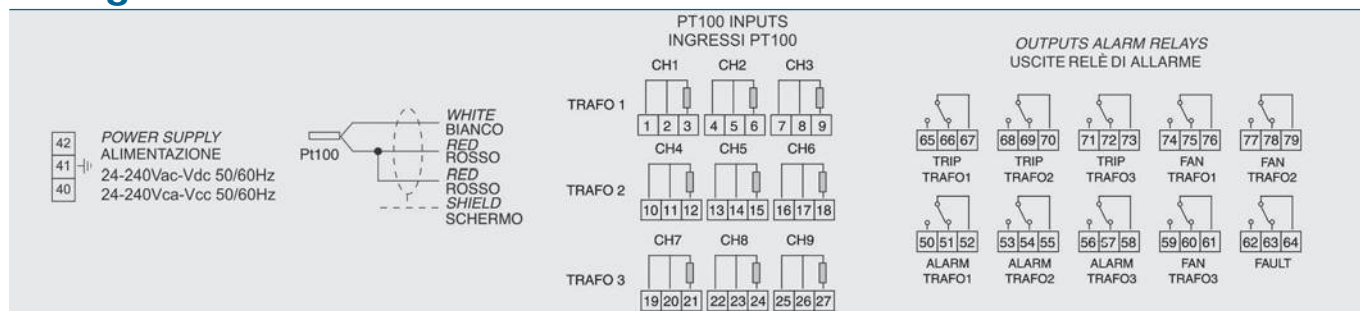 42
41
40
POWER SUPPLY
ALIMENTAZIONE
24-240Vac-Vdc 50/60Hz
24-240Vca-Vcc 50/60Hz
Pt100
WHITE
BIANCO
RED
ROSSO
RED
ROSSO
SHIELD
SCHERMO
PT100 INPUTS
INGRESSI PT100
CH1 CH2 CH3
TRAFO 1
1 2 3 4 5 6 7 8 9
CH4 CH5 CH6
TRAFO 2
10 11 12 13 14 15 16 17 18
CH7 CH8 CH9
TRAFO 3
19 20 21 22 23 24 25 26 27
OUTPUTS ALARM RELAYS
USCITE RELÈ DI ALLARME
65 66 67 68 69 70 71 72 73 74 75 76 77 78 79
TRIP TRIP TRIP FAN FAN
TRAFO1 TRAFO2 TRAFO3 TRAFO1 TRAFO2
50 51 52 53 54 55 56 57 58 59 60 61 62 63 64
ALARM ALARM ALARM FAN FAULT
TRAFO1 TRAFO2 TRAFO3 TRAFO3